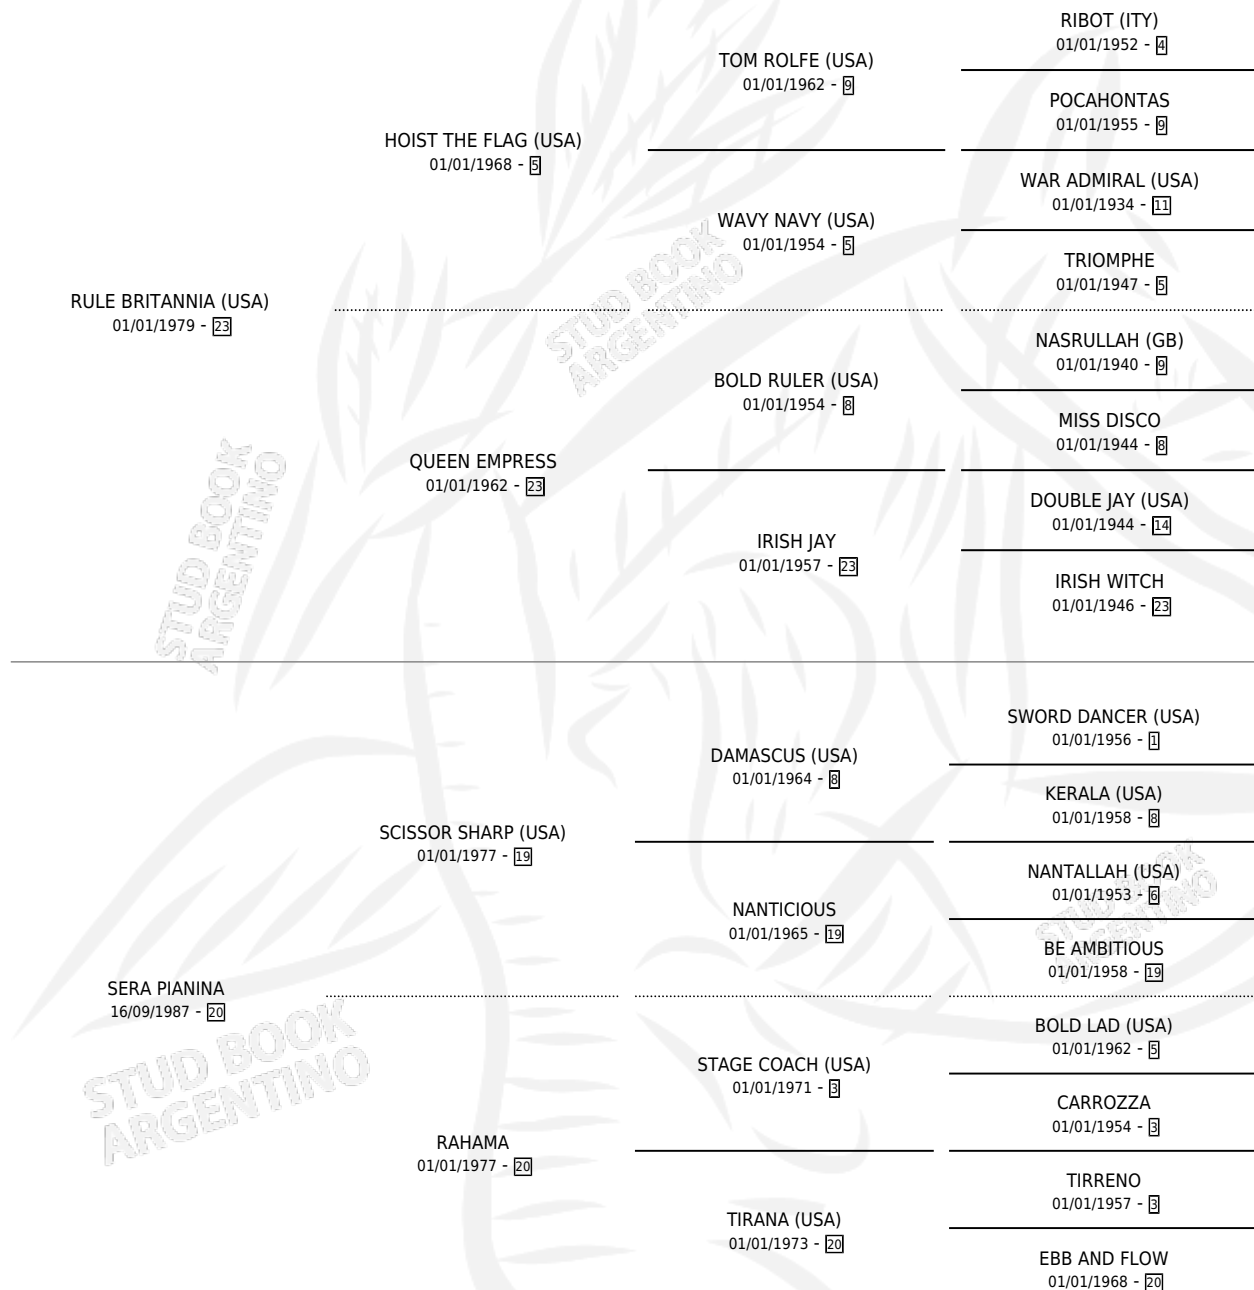 RIBOT (ITY)
01/01/1952 - 4
TOM ROLFE (USA)
01/01/1962 - 9
POCAHONTAS
01/01/1955 - 9
HOIST THE FLAG (USA)
01/01/1968 - 5
WAR ADMIRAL (USA)
01/01/1934 - 11
WAVY NAVY (USA)
01/01/1954 - 5
TRIOMPHE
01/01/1947 - 5
RULE BRITANNIA (USA)
01/01/1979 - 23
NASRULLAH (GB)
01/01/1940 - 9
BOLD RULER (USA)
01/01/1954 - 8
MISS DISCO
01/01/1944 - 8
QUEEN EMPRESS
01/01/1962 - 23
DOUBLE JAY (USA)
01/01/1944 - 14
IRISH JAY
01/01/1957 - 23
IRISH WITCH
01/01/1946 - 23
SWORD DANCER (USA)
01/01/1956 - 1
DAMASCUS (USA)
01/01/1964 - 8
KERALA (USA)
01/01/1958 - 8
SCISSOR SHARP (USA)
01/01/1977 - 19
NANTALLAH (USA)
01/01/1953 - 6
NANTICIOUS
01/01/1965 - 19
BE AMBITIOUS
01/01/1958 - 19
SERA PIANINA
16/09/1987 - 20
BOLD LAD (USA)
01/01/1962 - 5
STAGE COACH (USA)
01/01/1971 - 3
CARROZZA
01/01/1954 - 3
RAHAMA
01/01/1977 - 20
TIRRENO
01/01/1957 - 3
TIRANA (USA)
01/01/1973 - 20
EBB AND FLOW
01/01/1968 - 20
STUD BOOK
ARGENTINO
STUD BOOK
ARGENTINO
STUD BOOK
ARGENTINO
STUD BOOK
ARGENTINO